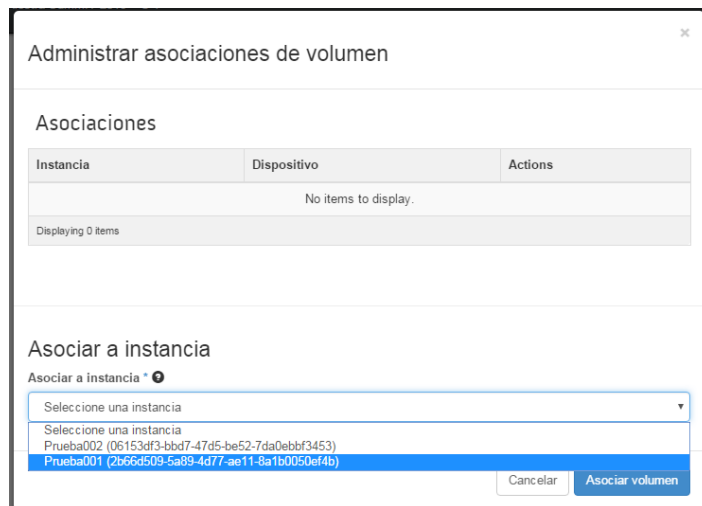 ×
Administrar asociaciones de volumen
Asociaciones
Instancia Dispositivo Actions
No items to display.
Displaying 0 items
Asociar a instancia
Asociar a instancia * ?
Seleccione una instancia
Seleccione una instancia
Prueba002 (06153df3-bbd7-47d5-be52-7da0ebbf3453)
Prueba001 (2b66d509-5a89-4d77-ae11-8a1b0050ef4b)
Cancelar Asociar volumen